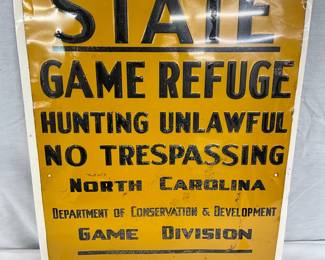 STATE
GAME REFUGE
HUNTING UNLAWFUL
NO TRESPASSING
NORTH CAROLINA
DEPARTMENT OF CONSERVATION & DEVELOPMENT
GAME DIVISION